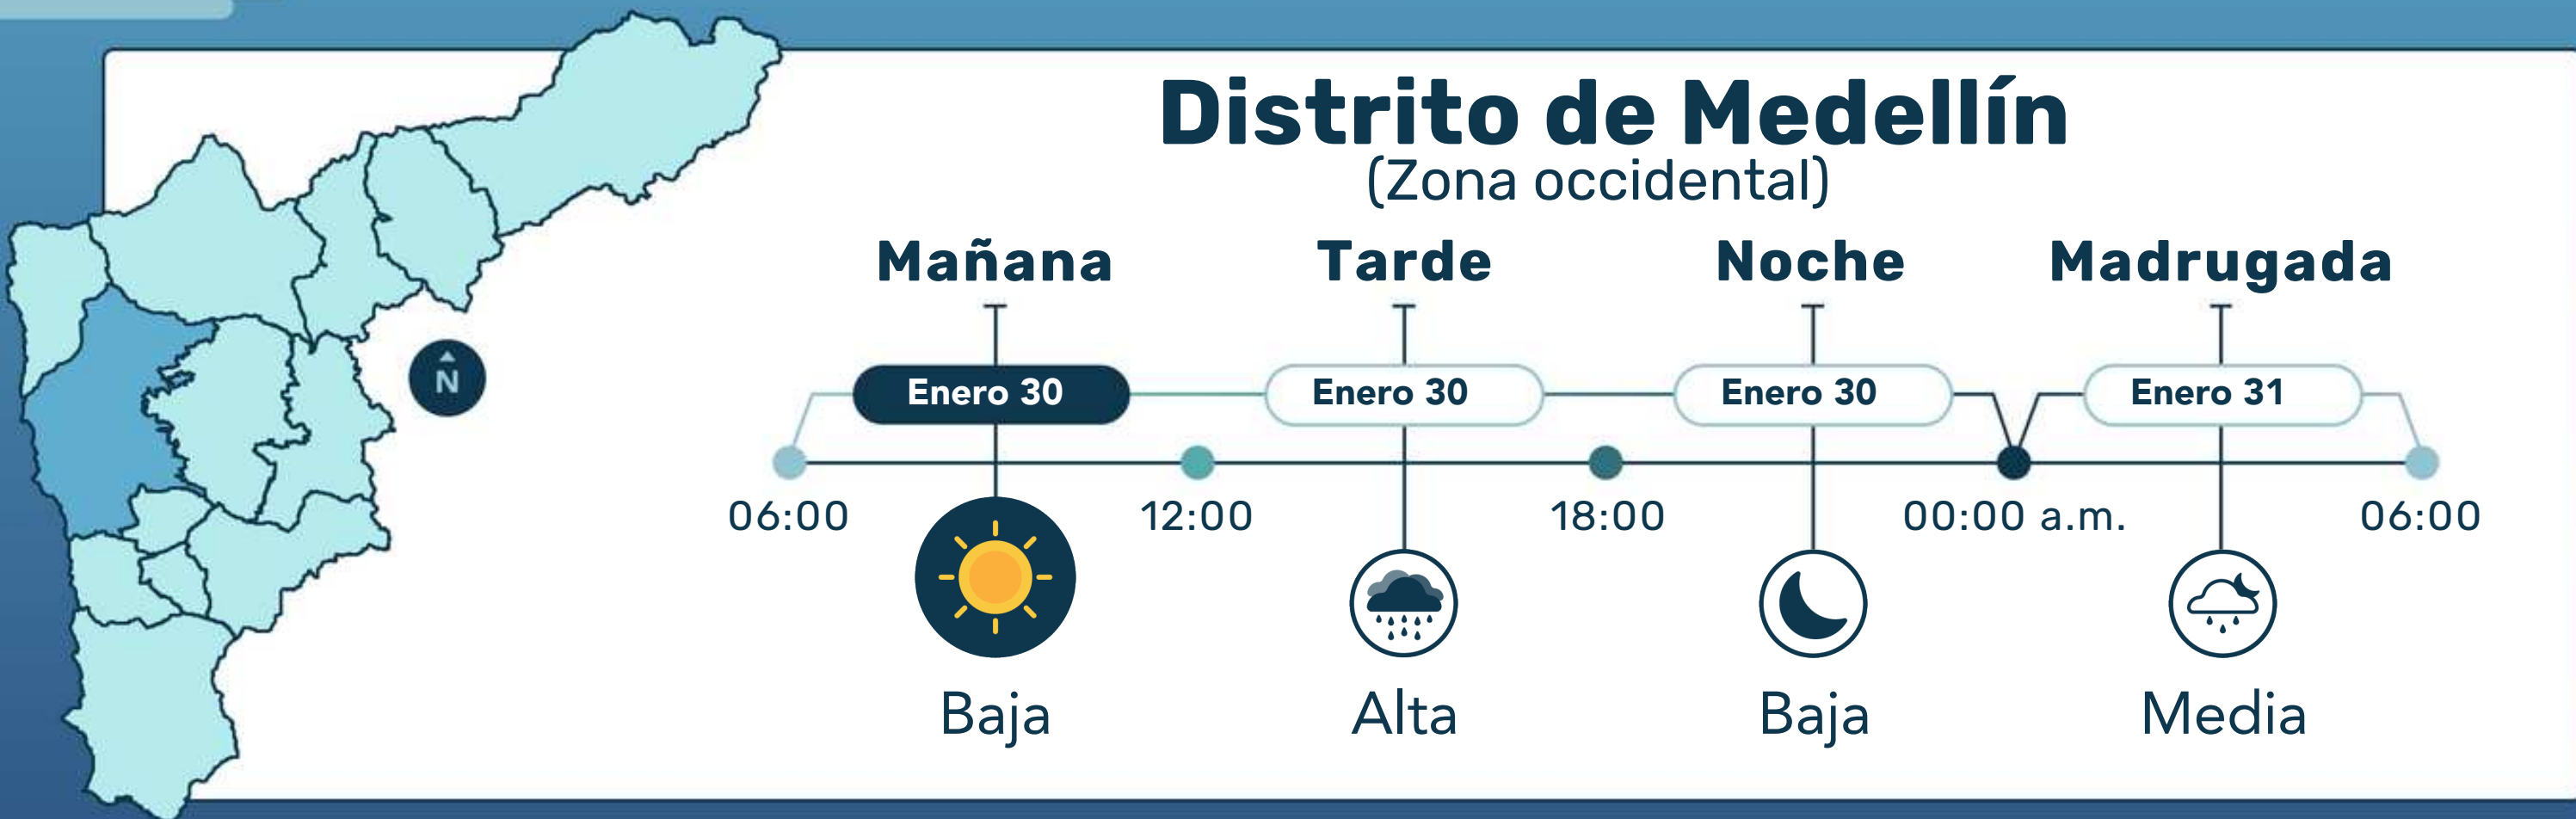 Distrito de Medellín
(Zona occidental)
Mañana Tarde Noche Madrugada
Enero 30 Enero 30 Enero 30 Enero 31
N
06:00 12:00 18:00 00:00 a.m. 06:00
Baja Alta Baja Media